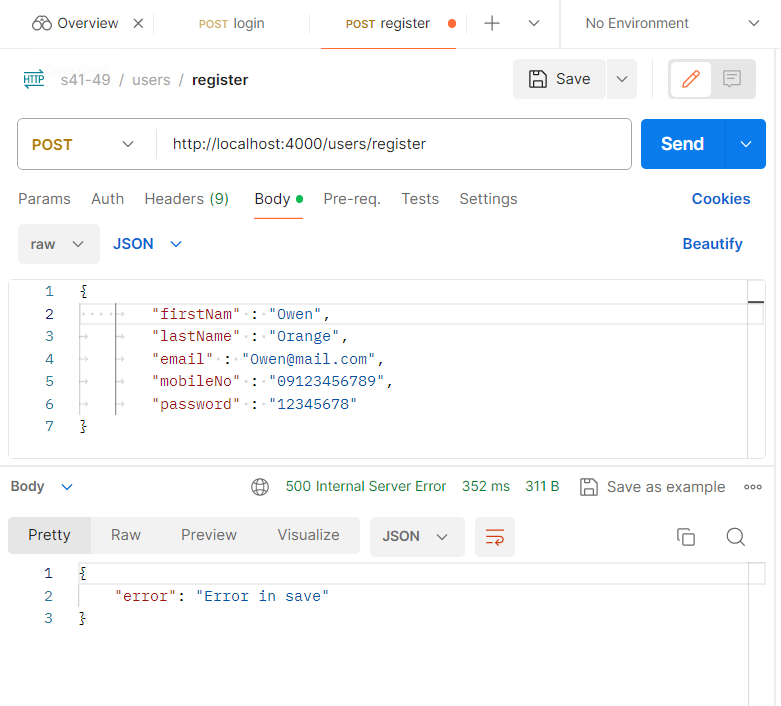 Overview POST login POST register No Environment
HTTP s41-49 / users / register Save
POST http://localhost:4000/users/register Send
Params Auth Headers (9) Body Pre-req. Tests Settings Cookies
raw JSON Beautify
1 {
2 "firstNam" : "Owen",
3 "lastName" : "Orange",
4 "email" : "Owen@mail.com",
5 "mobileNo" : "09123456789",
6 "password" : "12345678"
7 }
Body 500 Internal Server Error 352 ms 311 B Save as example
Pretty Raw Preview Visualize JSON
1 {
2 "error": "Error in save"
3 }